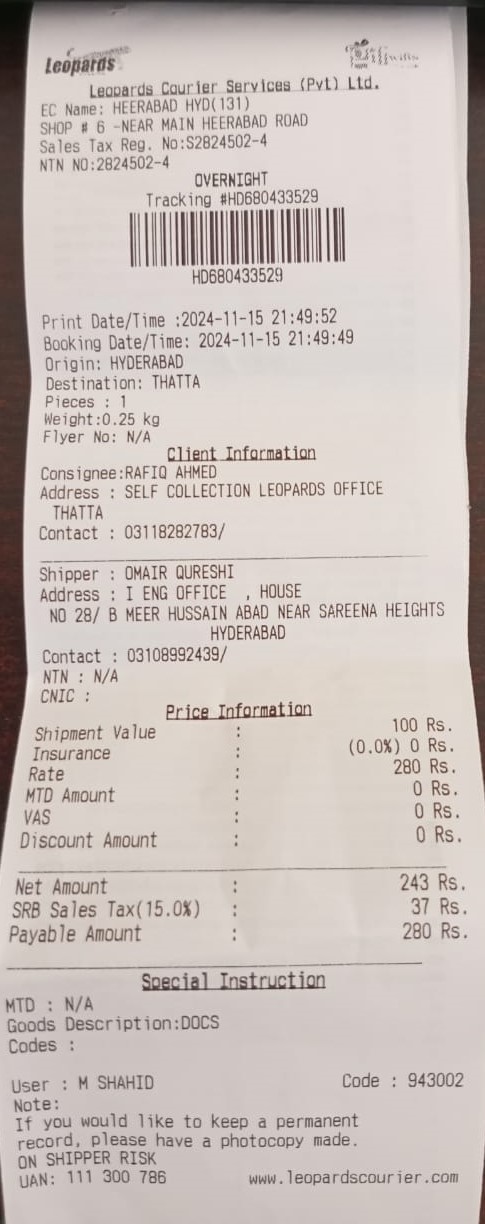 Leopards
Leopards Courier Services (Pvt) Ltd.
EC Name: HEERABAD HYD(131)
SHOP # 6 -NEAR MAIN HEERABAD ROAD
Sales Tax Reg. No:S2824502-4
NTN NO:2824502-4
OVERNIGHT
Tracking #HD680433529
HD680433529
Print Date/Time :2024-11-15 21:49:52
Booking Date/Time: 2024-11-15 21:49:49
Origin: HYDERABAD
Destination: THATTA
Pieces : 1
Weight:0.25 kg
Flyer No: N/A
Client Information
Consignee:RAFIQ AHMED
Address : SELF COLLECTION LEOPARDS OFFICE
THATTA
Contact : 03118282783/
Shipper : OMAIR QURESHI
Address : I ENG OFFICE , HOUSE
NO 28/ B MEER HUSSAIN ABAD NEAR SAREENA HEIGHTS
HYDERABAD
Contact : 03108992439/
NTN : N/A
CNIC :
Price Information
Shipment Value : 100 Rs.
Insurance : (0.0%) 0 Rs.
Rate : 280 Rs.
MTD Amount : 0 Rs.
VAS : 0 Rs.
Discount Amount : 0 Rs.
Net Amount : 243 Rs.
SRB Sales Tax(15.0%) : 37 Rs.
Payable Amount : 280 Rs.
Special Instruction
MTD : N/A
Goods Description:DOCS
Codes :
User : M SHAHID Code : 943002
Note:
If you would like to keep a permanent
record, please have a photocopy made.
ON SHIPPER RISK
UAN: 111 300 786 www.leopardscourier.com